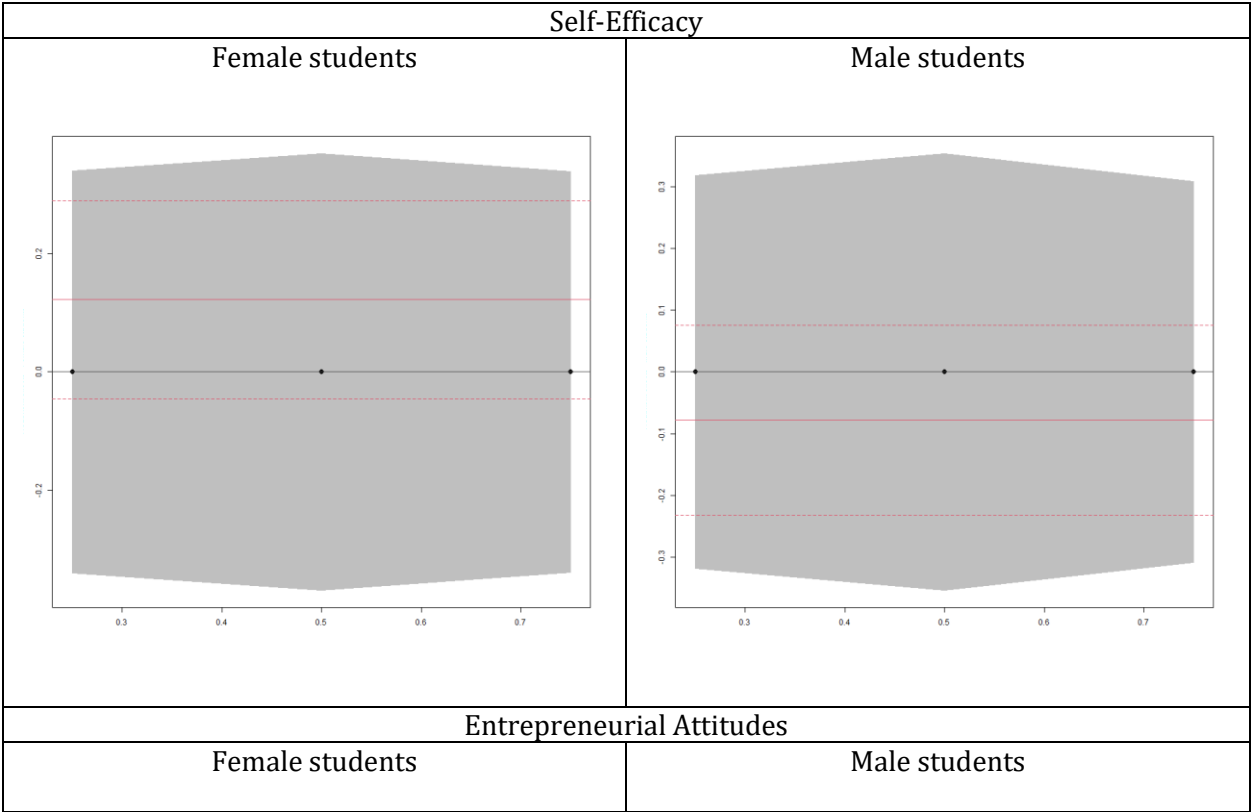 Self-Efficacy
Female students
Male students
0.2
0.0
-0.2
0.3 0.4 0.5 0.6 0.7
0.3
0.2
0.1
0.0
-0.1
-0.2
-0.3
0.3 0.4 0.5 0.6 0.7
Entrepreneurial Attitudes
Female students
Male students